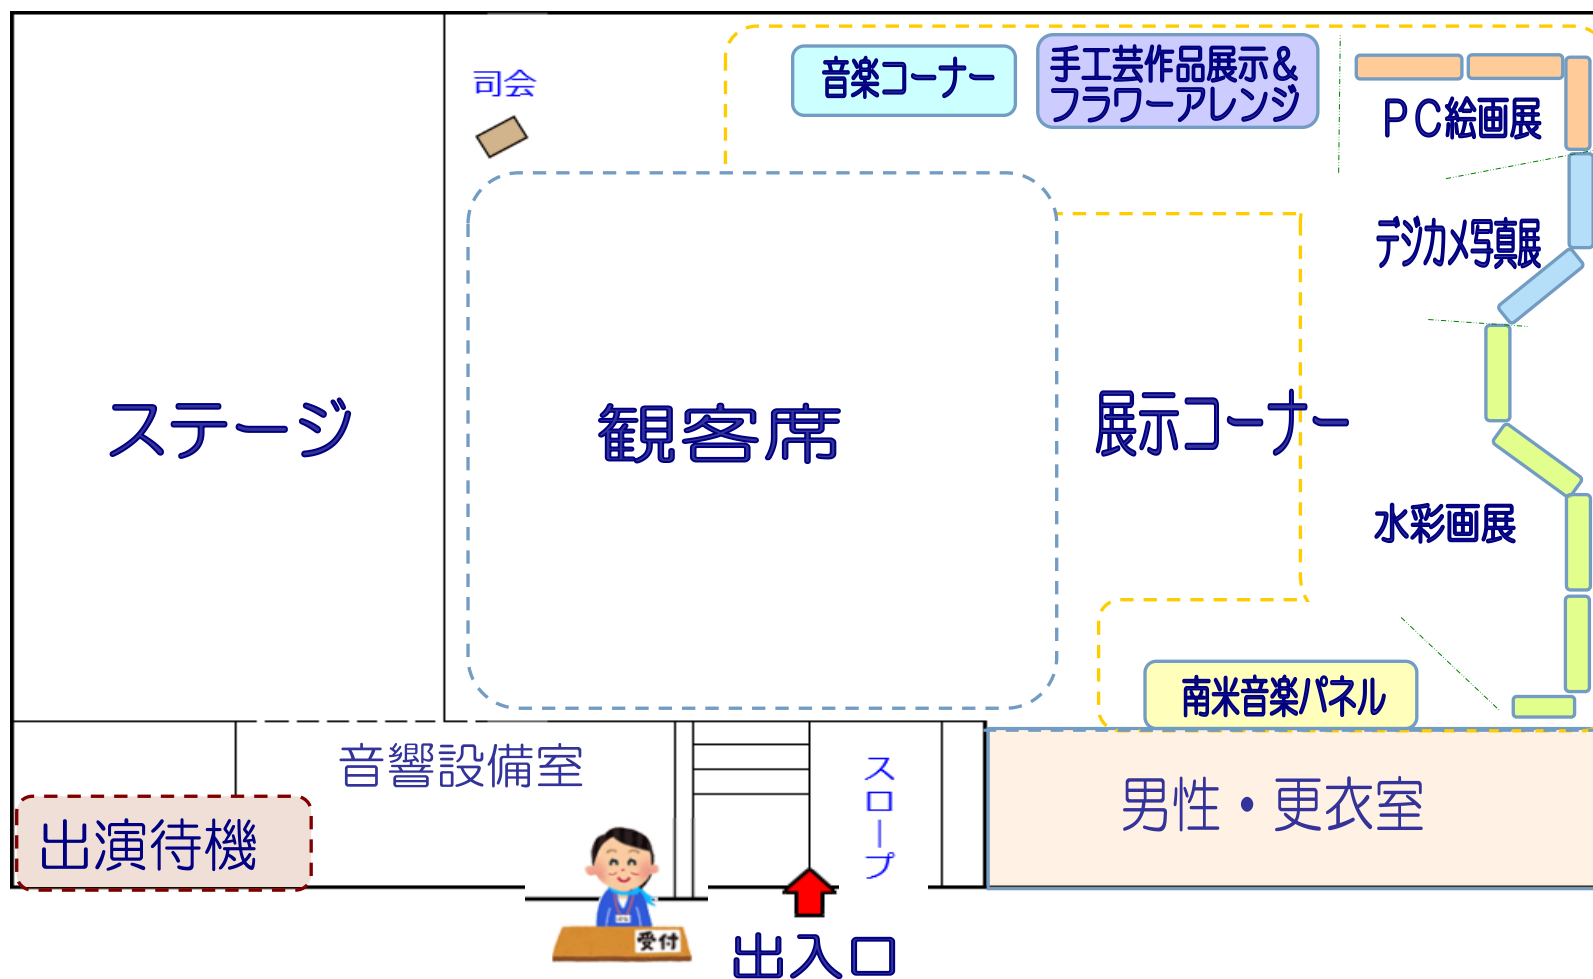 司会
音楽コーナー
手工芸作品展示&
フラワーアレンジ
PC絵画展
デジカメ写真展
ステージ
観客席
展示コーナー
水彩画展
南米音楽パネル
音響設備室
スロープ
男性・更衣室
出演待機
受付
出入口